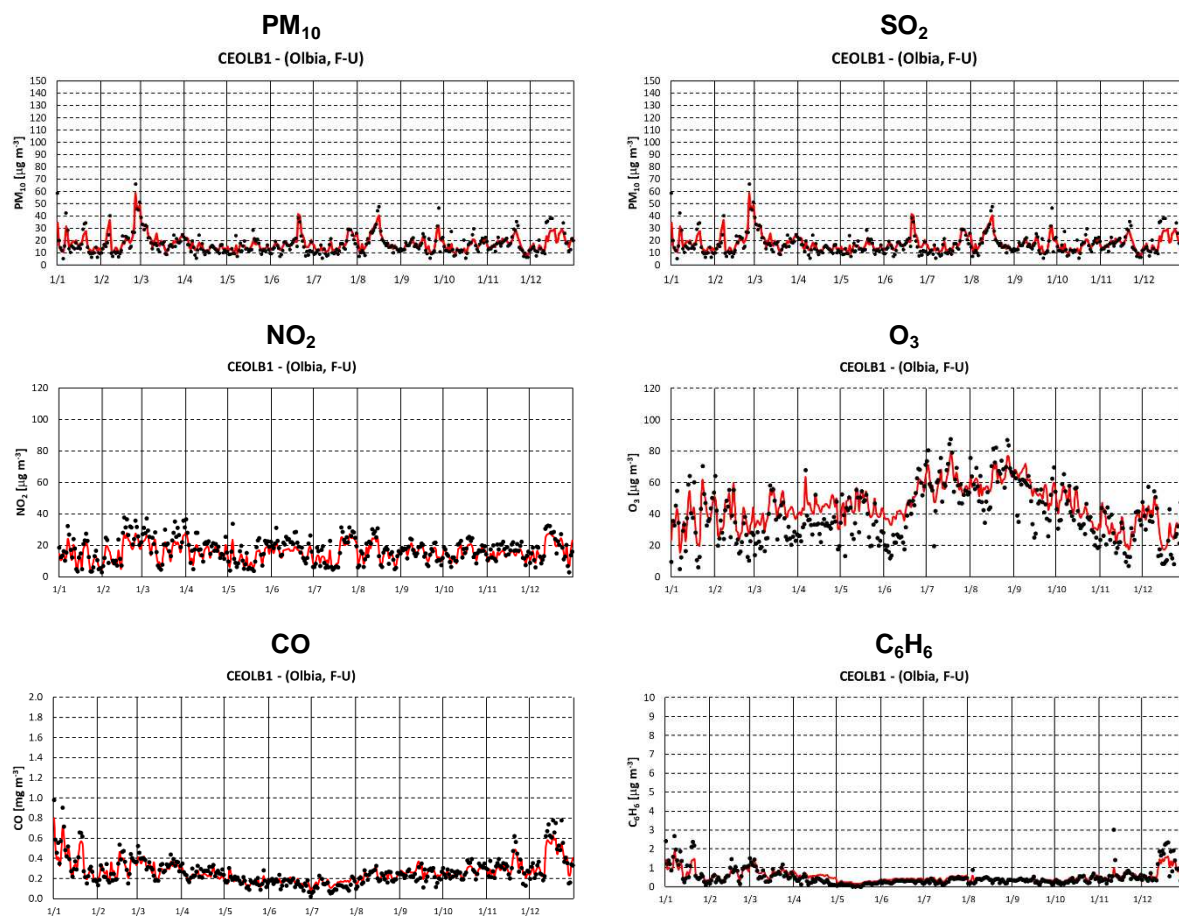 PM₁₀
CEOLB1 - (Olbia, F-U)
150
140
130
120
110
100
90
80
70
60
50
40
30
20
10
0
PM₁₀ [µg m⁻³]
1/1 1/2 1/3 1/4 1/5 1/6 1/7 1/8 1/9 1/10 1/11 1/12
SO₂
CEOLB1 - (Olbia, F-U)
150
140
130
120
110
100
90
80
70
60
50
40
30
20
10
0
PM₁₀ [µg m⁻³]
1/1 1/2 1/3 1/4 1/5 1/6 1/7 1/8 1/9 1/10 1/11 1/12
NO₂
CEOLB1 - (Olbia, F-U)
120
100
80
60
40
20
0
NO₂ [µg m⁻³]
1/1 1/2 1/3 1/4 1/5 1/6 1/7 1/8 1/9 1/10 1/11 1/12
O₃
CEOLB1 - (Olbia, F-U)
120
100
80
60
40
20
0
O₃ [µg m⁻³]
1/1 1/2 1/3 1/4 1/5 1/6 1/7 1/8 1/9 1/10 1/11 1/12
CO
CEOLB1 - (Olbia, F-U)
2.0
1.8
1.6
1.4
1.2
1.0
0.8
0.6
0.4
0.2
0.0
CO [mg m⁻³]
1/1 1/2 1/3 1/4 1/5 1/6 1/7 1/8 1/9 1/10 1/11 1/12
C₆H₆
CEOLB1 - (Olbia, F-U)
10
9
8
7
6
5
4
3
2
1
0
C₆H₆ [µg m⁻³]
1/1 1/2 1/3 1/4 1/5 1/6 1/7 1/8 1/9 1/10 1/11 1/12